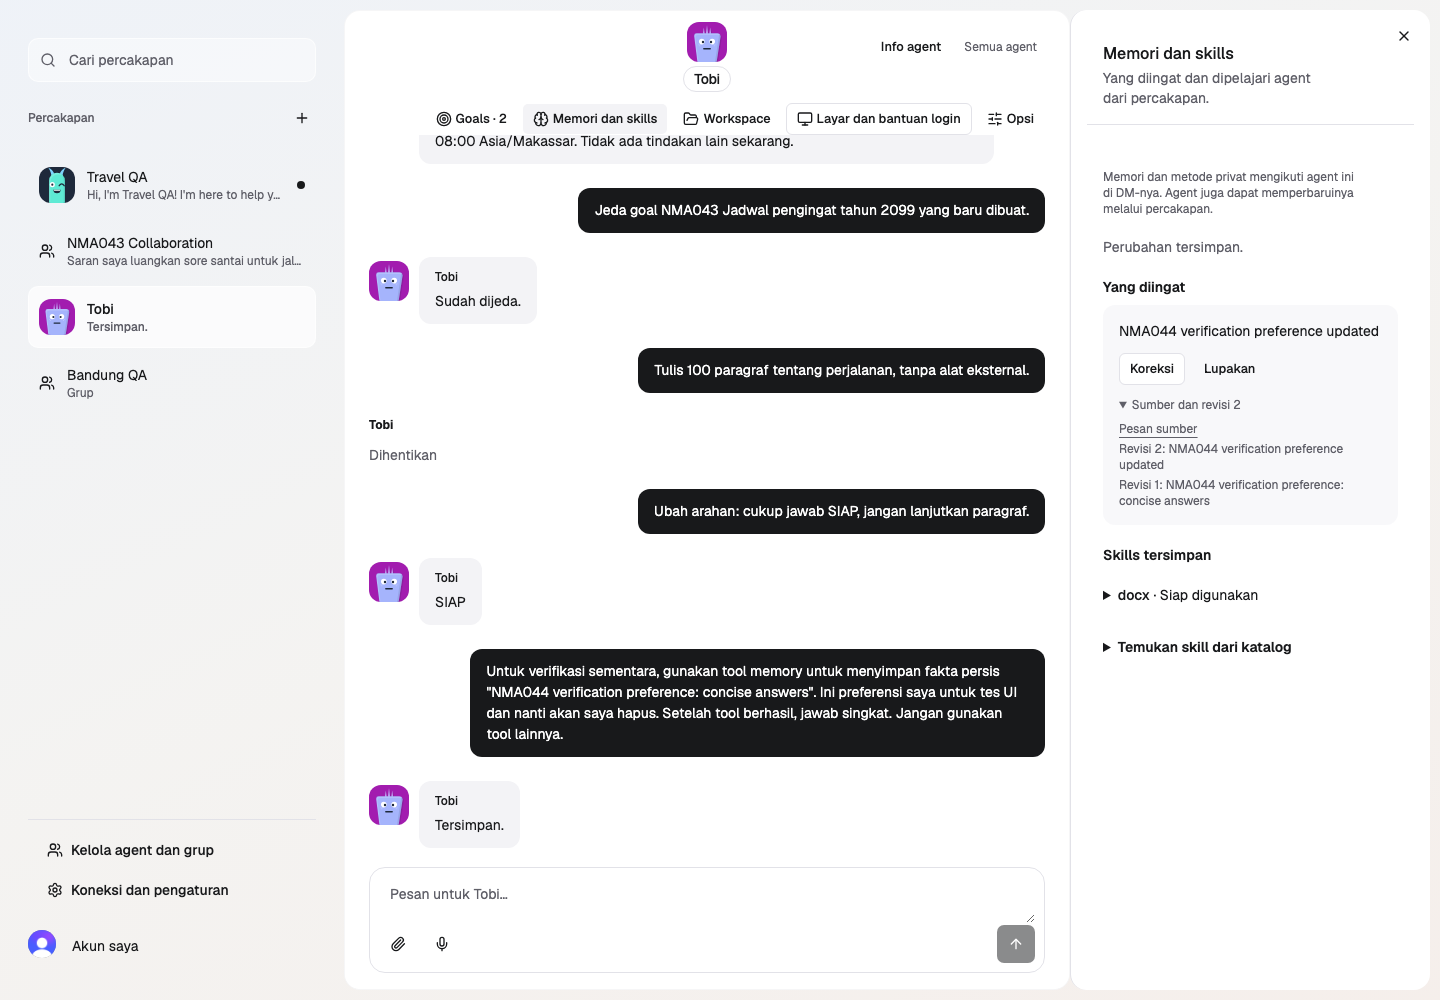 Cari percakapan
Percakapan
Travel QA
Hi, I'm Travel QA! I'm here to help y...
NMA043 Collaboration
Saran saya luangkan sore santai untuk jal...
Tobi
Tersimpan.
Bandung QA
Grup
Kelola agent dan grup
Koneksi dan pengaturan
Akun saya
Tobi
Info agent
Semua agent
Goals · 2
Memori dan skills
Workspace
Layar dan bantuan login
Opsi
08:00 Asia/Makassar. Tidak ada tindakan lain sekarang.
Jeda goal NMA043 Jadwal pengingat tahun 2099 yang baru dibuat.
Tobi
Sudah dijeda.
Tulis 100 paragraf tentang perjalanan, tanpa alat eksternal.
Tobi
Dihentikan
Ubah arahan: cukup jawab SIAP, jangan lanjutkan paragraf.
Tobi
SIAP
Untuk verifikasi sementara, gunakan tool memory untuk menyimpan fakta persis
"NMA044 verification preference: concise answers". Ini preferensi saya untuk tes UI
dan nanti akan saya hapus. Setelah tool berhasil, jawab singkat. Jangan gunakan
tool lainnya.
Tobi
Tersimpan.
Pesan untuk Tobi...
Memori dan skills
Yang diingat dan dipelajari agent
dari percakapan.
Memori dan metode privat mengikuti agent ini
di DM-nya. Agent juga dapat memperbaruinya
melalui percakapan.
Perubahan tersimpan.
Yang diingat
NMA044 verification preference updated
Koreksi
Lupakan
Sumber dan revisi 2
Pesan sumber
Revisi 2: NMA044 verification preference
updated
Revisi 1: NMA044 verification preference:
concise answers
Skills tersimpan
docx · Siap digunakan
Temukan skill dari katalog